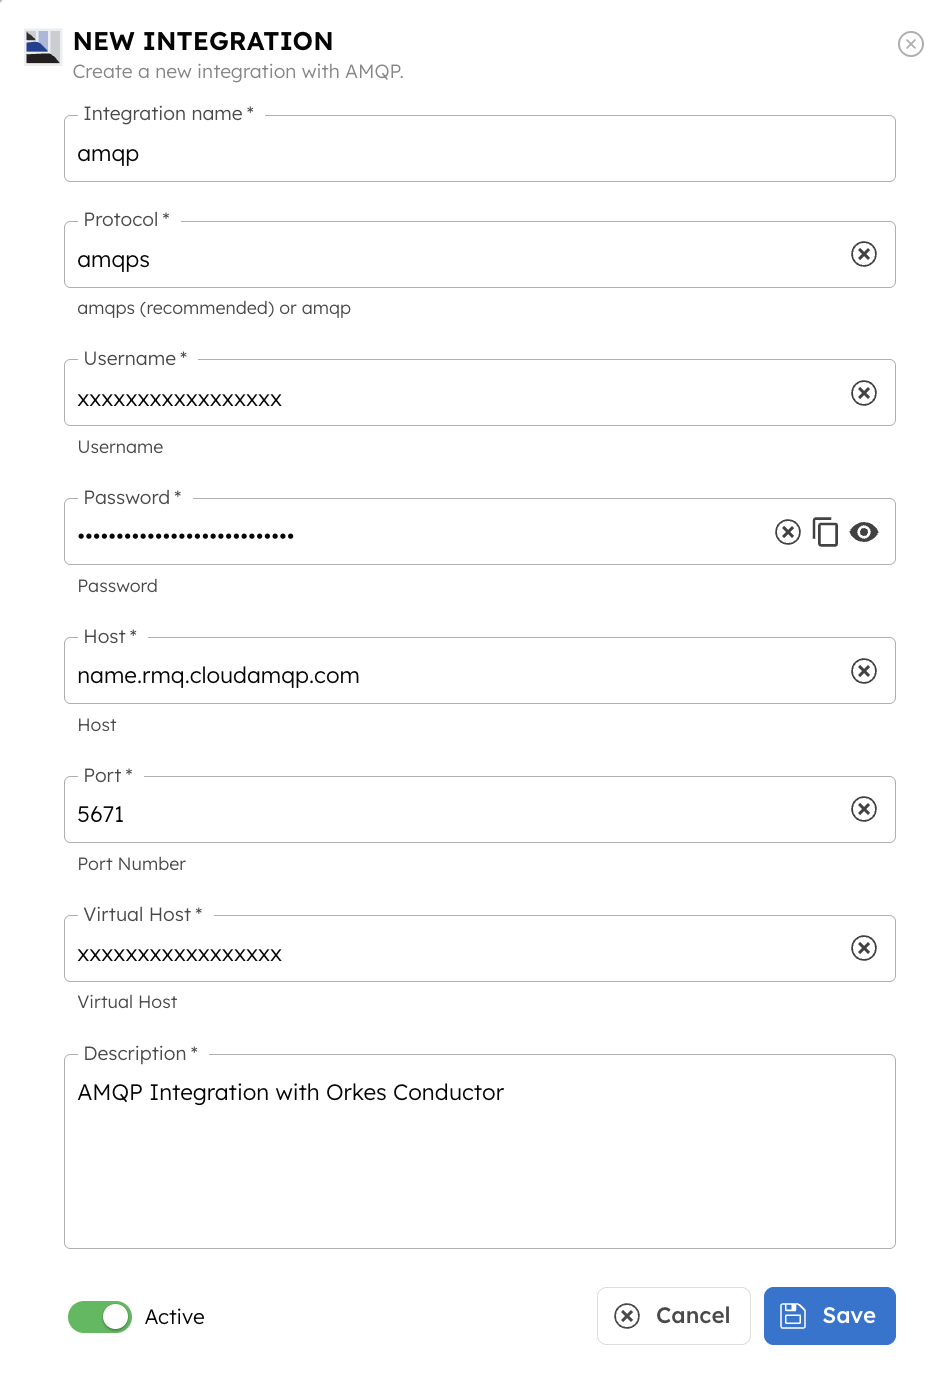 NEW INTEGRATION
Create a new integration with AMQP.
Integration name *
amqp
Protocol *
amqps
amqps (recommended) or amqp
Username *
xxxxxxxxxxxxxxxxx
Username
Password *
••••••••••••••••••••••••••••
Password
Host *
name.rmq.cloudamqp.com
Host
Port *
5671
Port Number
Virtual Host *
xxxxxxxxxxxxxxxxx
Virtual Host
Description *
AMQP Integration with Orkes Conductor
Active
Cancel
Save